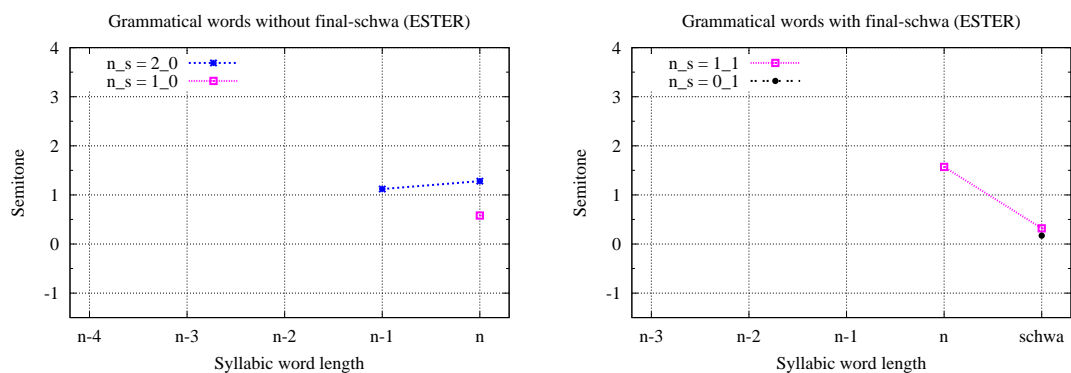 Grammatical words without final-schwa (ESTER)
n_s = 2_0
n_s = 1_0
4
3
2
1
0
-1
Semitone
n-4 n-3 n-2 n-1 n
Syllabic word length
Grammatical words with final-schwa (ESTER)
n_s = 1_1
n_s = 0_1
4
3
2
1
0
-1
Semitone
n-3 n-2 n-1 n schwa
Syllabic word length